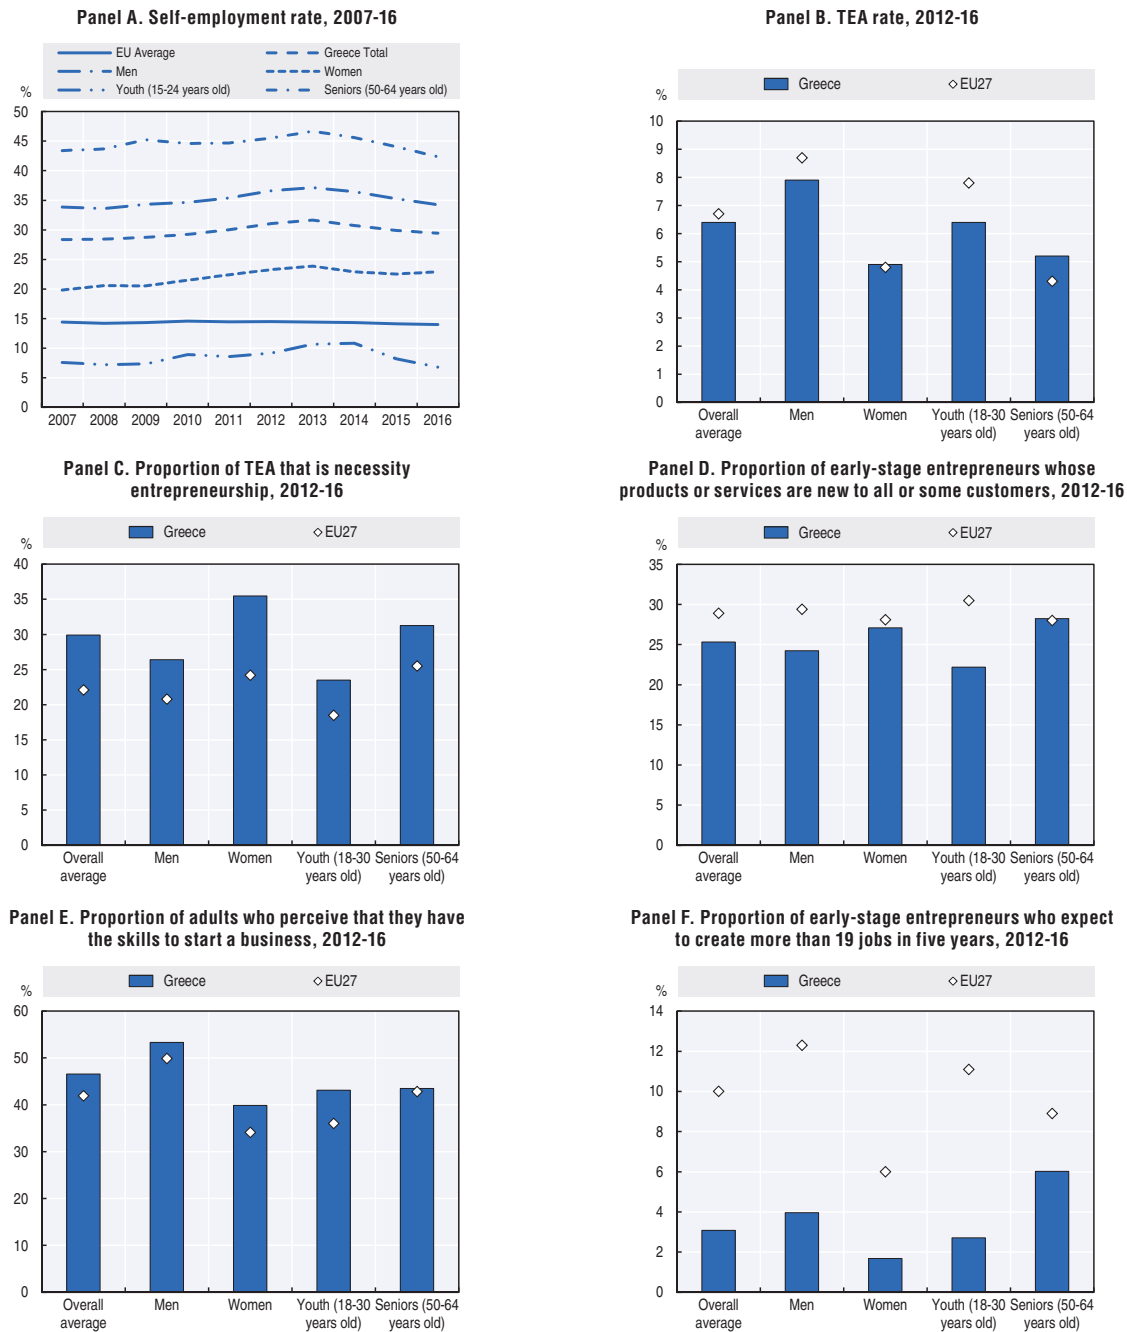 Panel A. Self-employment rate, 2007-16
EU Average
Greece Total
Men
Women
Youth (15-24 years old)
Seniors (50-64 years old)
%
50
45
40
35
30
25
20
15
10
5
0
2007 2008 2009 2010 2011 2012 2013 2014 2015 2016
Panel B. TEA rate, 2012-16
Greece
EU27
%
10
9
8
7
6
5
4
3
2
1
0
Overall average
Men
Women
Youth (18-30 years old)
Seniors (50-64 years old)
Panel C. Proportion of TEA that is necessity
entrepreneurship, 2012-16
Greece
EU27
%
40
35
30
25
20
15
10
5
0
Overall average
Men
Women
Youth (18-30 years old)
Seniors (50-64 years old)
Panel D. Proportion of early-stage entrepreneurs whose
products or services are new to all or some customers, 2012-16
Greece
EU27
%
35
30
25
20
15
10
5
0
Overall average
Men
Women
Youth (18-30 years old)
Seniors (50-64 years old)
Panel E. Proportion of adults who perceive that they have
the skills to start a business, 2012-16
Greece
EU27
%
60
50
40
30
20
10
0
Overall average
Men
Women
Youth (18-30 years old)
Seniors (50-64 years old)
Panel F. Proportion of early-stage entrepreneurs who expect
to create more than 19 jobs in five years, 2012-16
Greece
EU27
%
14
12
10
8
6
4
2
0
Overall average
Men
Women
Youth (18-30 years old)
Seniors (50-64 years old)